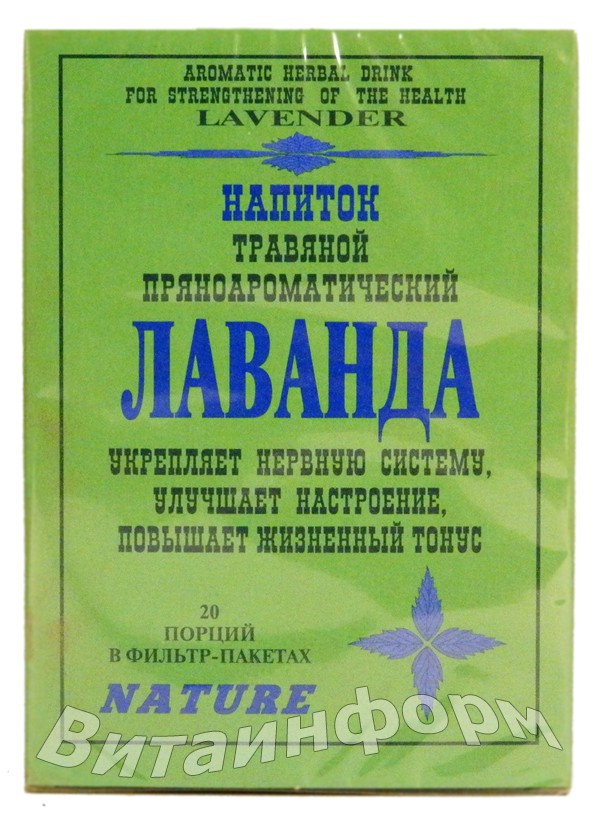 AROMATIC HERBAL DRINK
FOR STRENGTHENING OF THE HEALTH
LAVENDER
НАПИТОК
ТРАВЯНОЙ
ПРЯНОАРОМАТИЧЕСКИЙ
ЛАВАНДА
УКРЕПЛЯЕТ НЕРВНУЮ СИСТЕМУ,
УЛУЧШАЕТ НАСТРОЕНИЕ,
ПОВЫШАЕТ ЖИЗНЕННЫЙ ТОНУС
20
ПОРЦИЙ
В ФИЛЬТР-ПАКЕТАХ
NATURE
Витаинформ